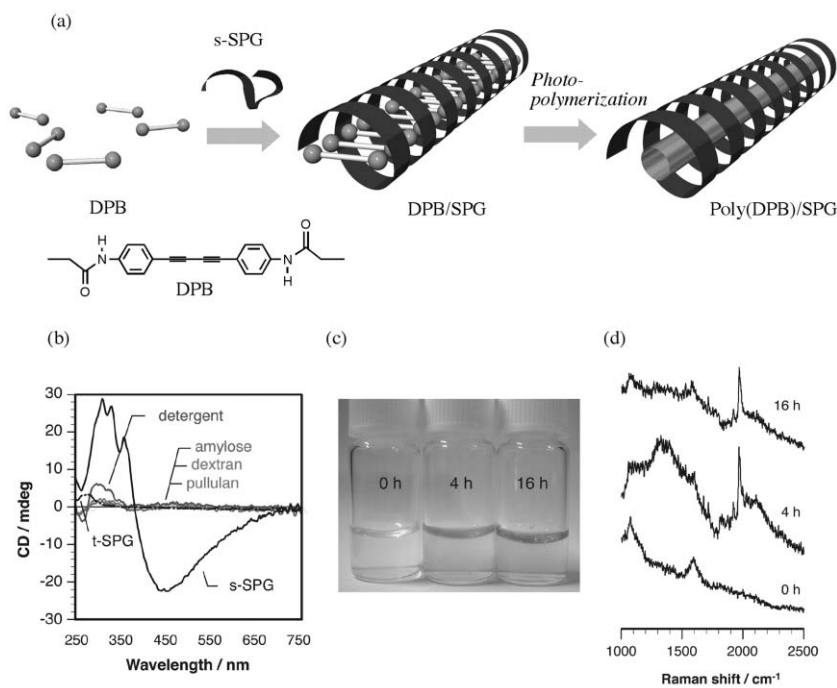 (a)
s-SPG
Photo-
polymerization
DPB
DPB/SPG
Poly(DPB)/SPG
O
H
N
N
H
O
DPB
(b)
(c)
(d)
30
20
10
0
-10
-20
-30
CD / mdeg
detergent
amylose
dextran
pullulan
t-SPG
s-SPG
250 350 450 550 650 750
Wavelength / nm
0 h 4 h 16 h
16 h
4 h
0 h
1000 1500 2000 2500
Raman shift / cm-1